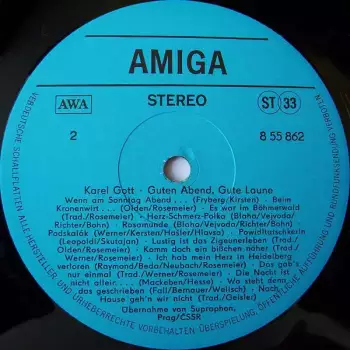 AMIGA
AWA
STEREO
ST 33
2
8 55 862
Karel Gott · Guten Abend, Gute Laune
Wenn am Sonntag Abend . . . (Fryberg/Kirsten) · Beim
Kronenwirt . . . (Olden/Rosemeier) · Es war im Böhmerwald
(Trad./Rosemeier) · Herz-Schmerz-Polka (Blaha/Vejvoda/
Richter/Bahn) · Rosamunde (Blaha/Vejvoda/Richter/Bahn) ·
Patsklåók (Werner/Kersten/Hašler/Havsa) · Powidltatschkerln
(Leopoldi/Skutajan) · Lustig ist das Zigeunerleben (Trad./
Olden/Rosemeier) · Komm doch ein bißchen näher (Trad./
Werner/Rosemeier) · Ich hab mein Herz in Heidelberg
verloren (Raymond/Beda/Neubach/Rosemeier) · Das gab's
nur einmal (Trad./Werner/Rosemeier) · Die Nacht ist
nicht allein. . . (Mackeben/Hesse) · Wo steht denn
das geschrieben (Fall/Bernauer/Welisch) · Nach
Hause geh'n wir nicht (Trad./Geisler)
Übernahme von Supraphon,
Prag/ČSSR
VEB DEUTSCHE SCHALLPLATTEN · ALLE HERSTELLER- UND URHEBERRECHTE VORBEHALTEN · ÜBERSPIELUNG, ÖFFENTLICHE AUFFÜHRUNG UND RUNDFUNKSENDUNG VERBOTEN